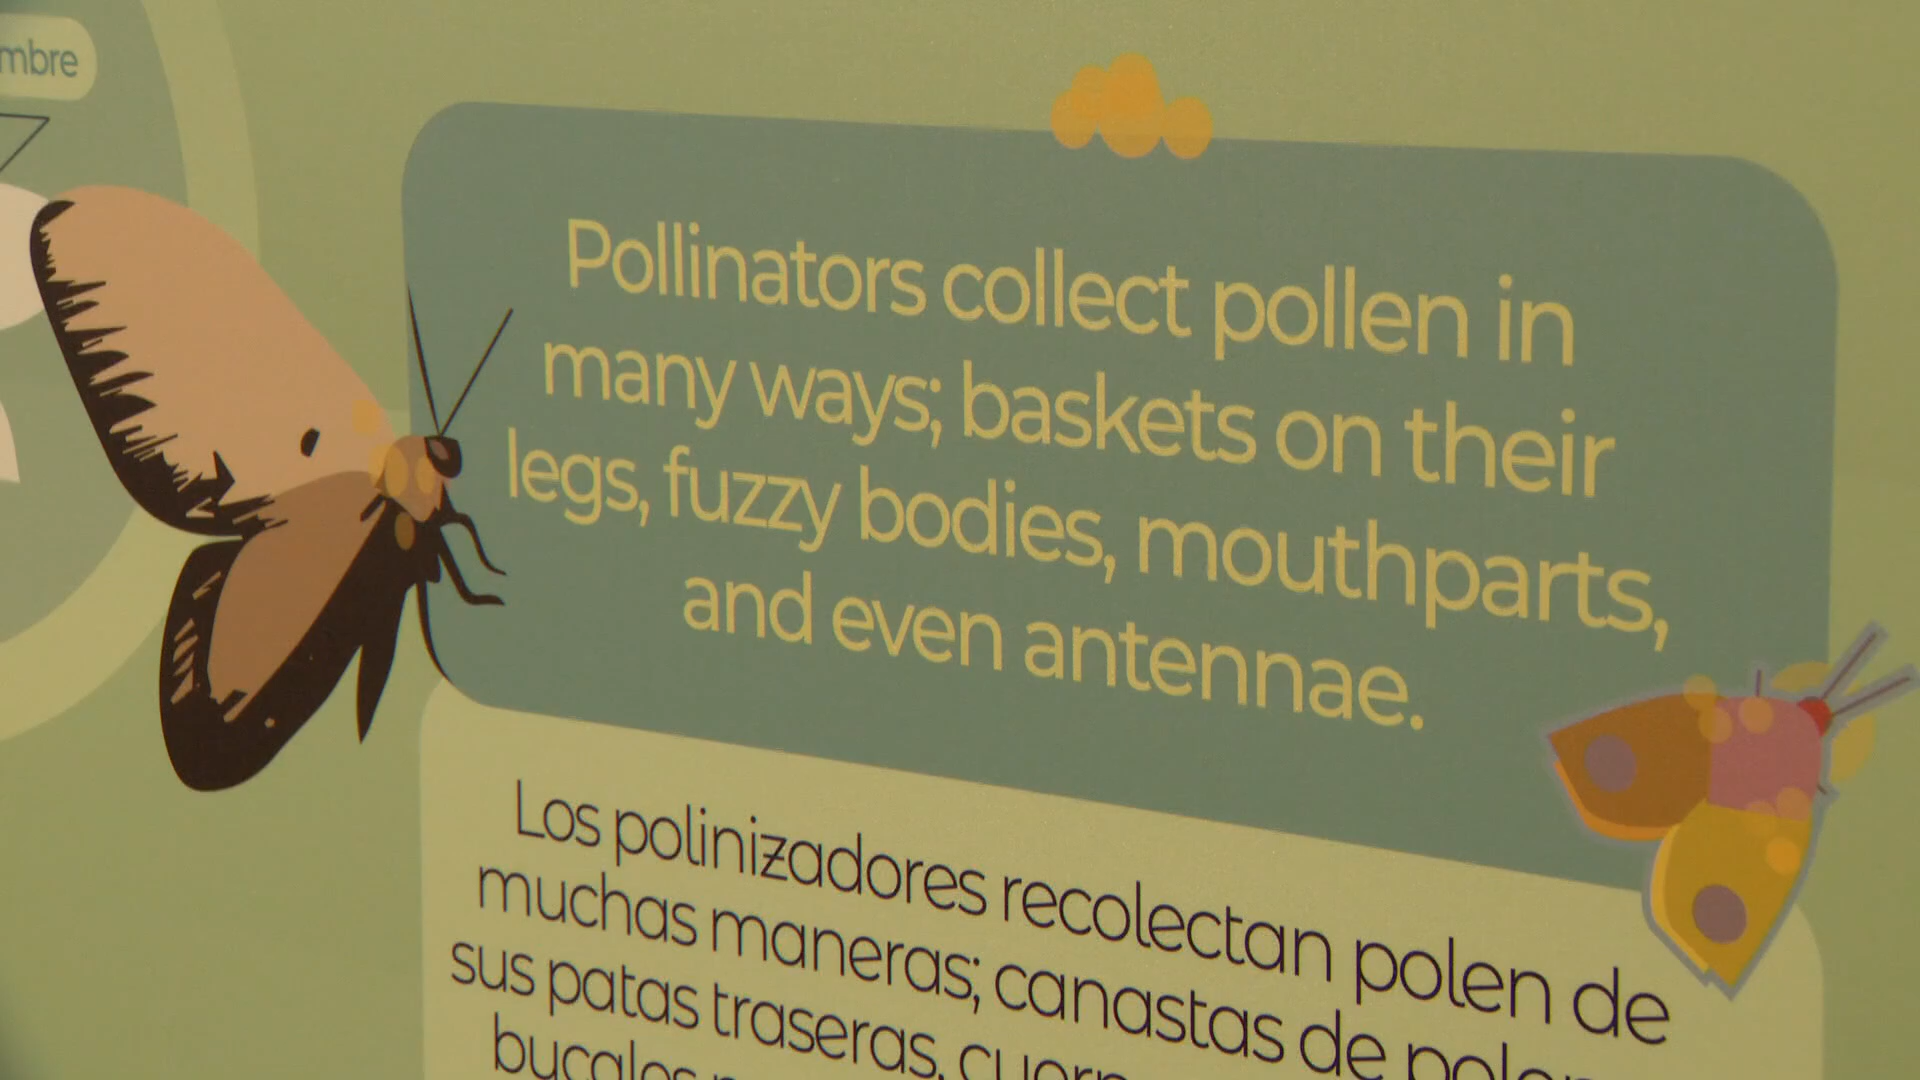 mbre
Pollinators collect pollen in
many ways; baskets on their
legs, fuzzy bodies, mouthparts,
and even antennae.
Los polinizadores recolectan polen de
muchas maneras; canastas de
sus patas traseras,